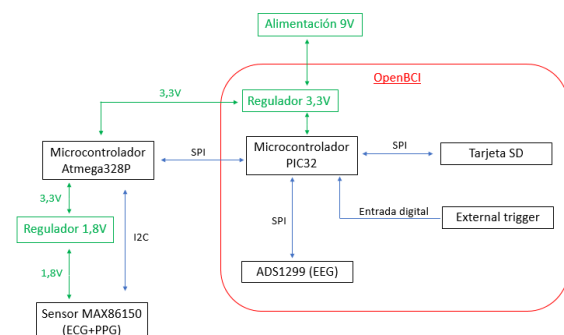 Alimentación 9V
OpenBCI
3,3V
Regulador 3,3V
Microcontrolador
Atmega328P
SPI
Microcontrolador
PIC32
SPI
Tarjeta SD
3,3V
Regulador 1,8V
I2C
SPI
Entrada digital
External trigger
1,8V
ADS1299 (EEG)
Sensor MAX86150
(ECG+PPG)